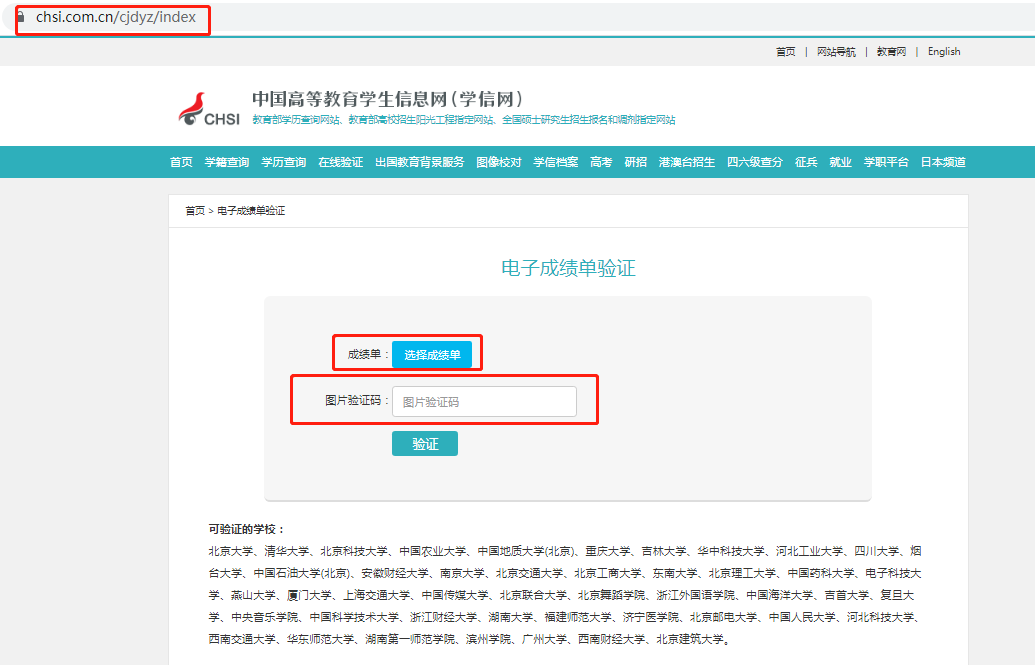 chsi.com.cn/cjdyz/index
首页 | 网站导航 | 教育网 | English
中国高等教育学生信息网(学信网)
CHSI
教育部学历查询网站、教育部高校招生阳光工程指定网站、全国硕士研究生招生报名和调剂指定网站
首页 学籍查询 学历查询 在线验证 出国教育背景服务 图像校对 学信档案 高考 研招 港澳台招生 四六级查分 征兵 就业 学职平台 日本频道
首页 > 电子成绩单验证
电子成绩单验证
成绩单： 选择成绩单
图片验证码： 图片验证码
验证
可验证的学校：
北京大学、清华大学、北京科技大学、中国农业大学、中国地质大学(北京)、重庆大学、吉林大学、华中科技大学、河北工业大学、四川大学、烟
台大学、中国石油大学(北京)、安徽财经大学、南京大学、北京交通大学、北京工商大学、东南大学、北京理工大学、中国药科大学、电子科技大
学、燕山大学、厦门大学、上海交通大学、中国传媒大学、北京联合大学、北京舞蹈学院、浙江外国语学院、中国海洋大学、吉首大学、复旦大
学、中央音乐学院、中国科学技术大学、浙江财经大学、湖南大学、福建师范大学、济宁医学院、北京邮电大学、中国人民大学、河北科技大学、
西南交通大学、华东师范大学、湖南第一师范学院、滨州学院、广州大学、西南财经大学、北京建筑大学。